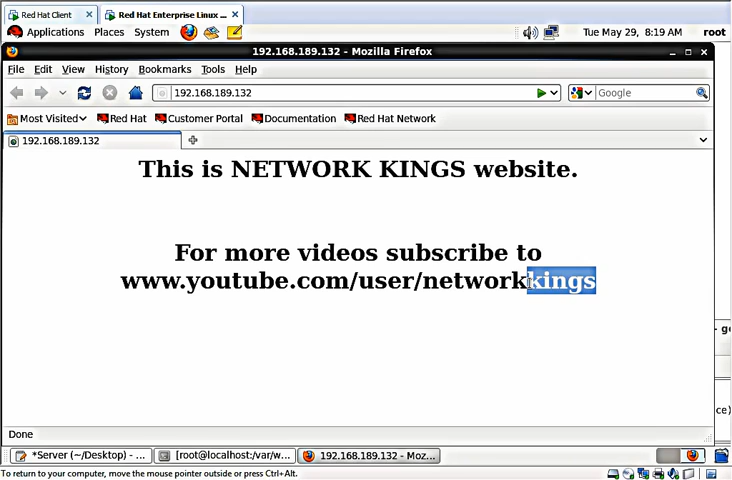 Red Hat Client
Red Hat Enterprise Linux ...
Applications Places System
Tue May 29, 8:19 AM root
192.168.189.132 - Mozilla Firefox
File Edit View History Bookmarks Tools Help
192.168.189.132
Google
Most Visited Red Hat Customer Portal Documentation Red Hat Network
192.168.189.132
This is NETWORK KINGS website.
For more videos subscribe to
www.youtube.com/user/networkkings
Done
*Server (~/Desktop) - ...
[root@localhost:/var/w...
192.168.189.132 - Moz...
To return to your computer, move the mouse pointer outside or press Ctrl+Alt.